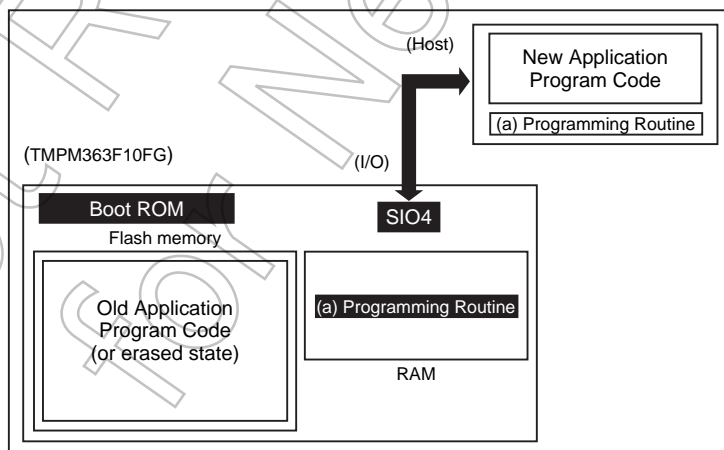 (Host)
New Application
Program Code
(a) Programming Routine
(TMPM363F10FG)
(I/O)
Boot ROM
SIO4
Flash memory
Old Application
Program Code
(or erased state)
(a) Programming Routine
RAM